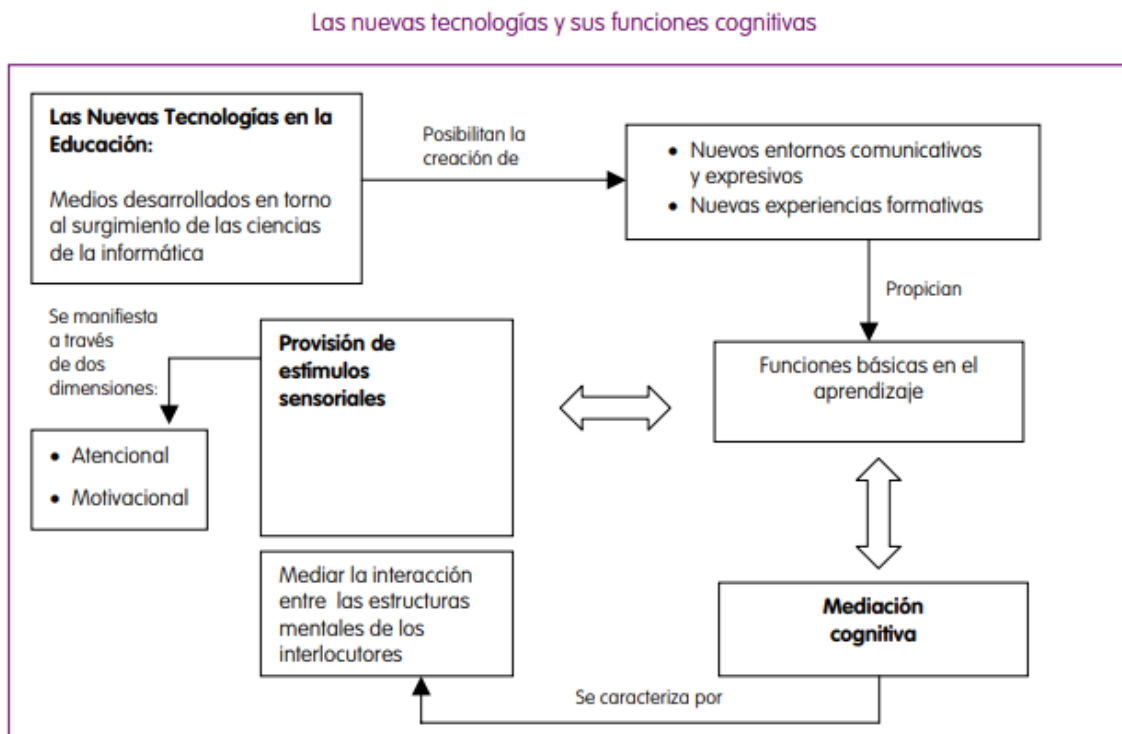 Las nuevas tecnologías y sus funciones cognitivas
Las Nuevas Tecnologías en la
Educación:
Medios desarrollados en torno
al surgimiento de las ciencias
de la informática
Posibilitan la
creación de
• Nuevos entornos comunicativos
y expresivos
• Nuevas experiencias formativas
Propician
Se manifiesta
a través
de dos
dimensiones:
Provisión de
estímulos
sensoriales
Funciones básicas en el
aprendizaje
• Atencional
• Motivacional
Mediar la interacción
entre las estructuras
mentales de los
interlocutores
Mediación
cognitiva
Se caracteriza por